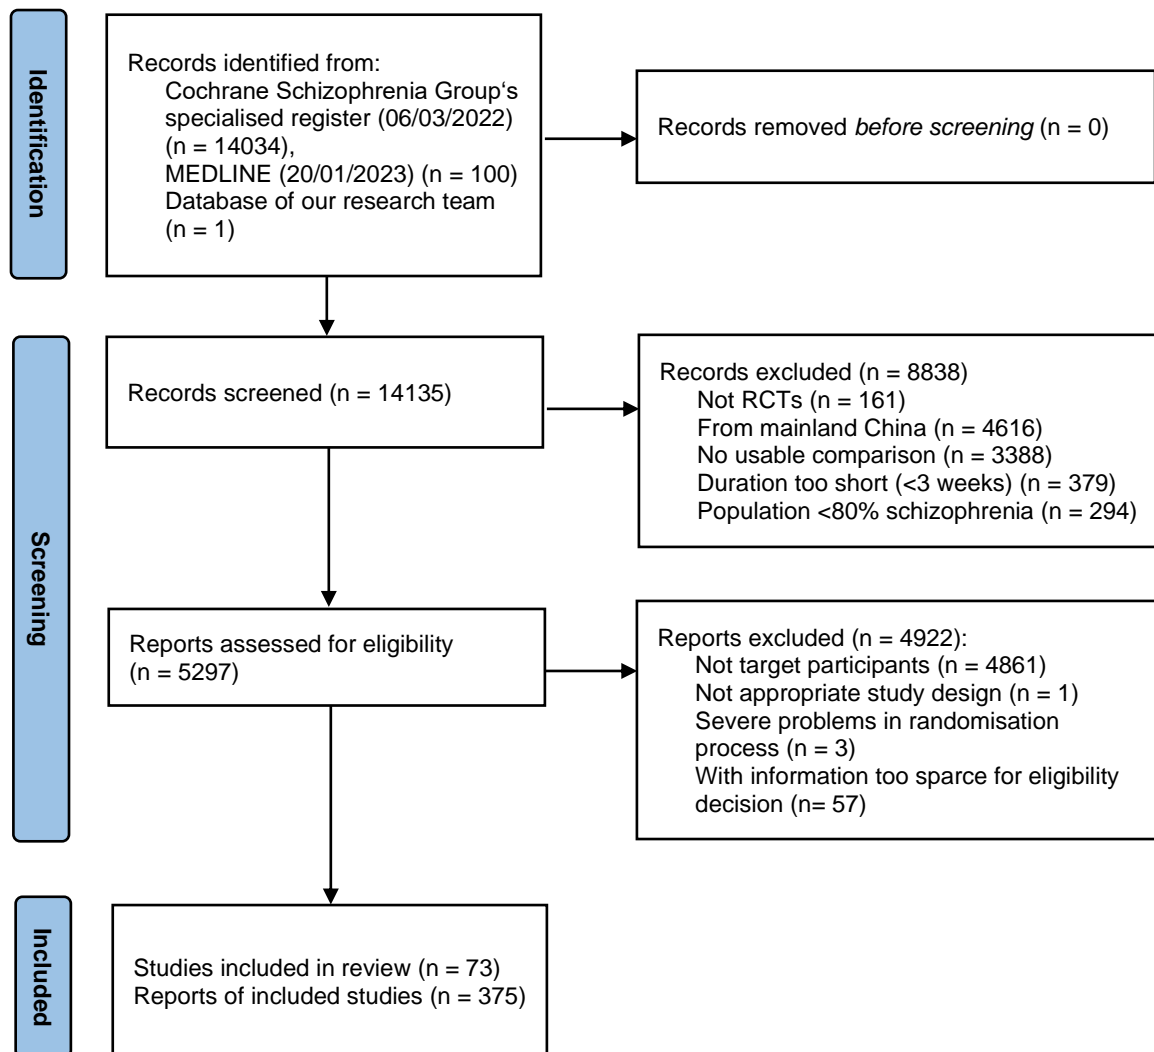 Identification
Records identified from:
Cochrane Schizophrenia Group‘s
specialised register (06/03/2022)
(n = 14034),
MEDLINE (20/01/2023) (n = 100)
Database of our research team
(n = 1)
Records removed before screening (n = 0)
Screening
Records screened (n = 14135)
Records excluded (n = 8838)
Not RCTs (n = 161)
From mainland China (n = 4616)
No usable comparison (n = 3388)
Duration too short (<3 weeks) (n = 379)
Population <80% schizophrenia (n = 294)
Reports assessed for eligibility
(n = 5297)
Reports excluded (n = 4922):
Not target participants (n = 4861)
Not appropriate study design (n = 1)
Severe problems in randomisation
process (n = 3)
With information too sparce for eligibility
decision (n= 57)
Included
Studies included in review (n = 73)
Reports of included studies (n = 375)